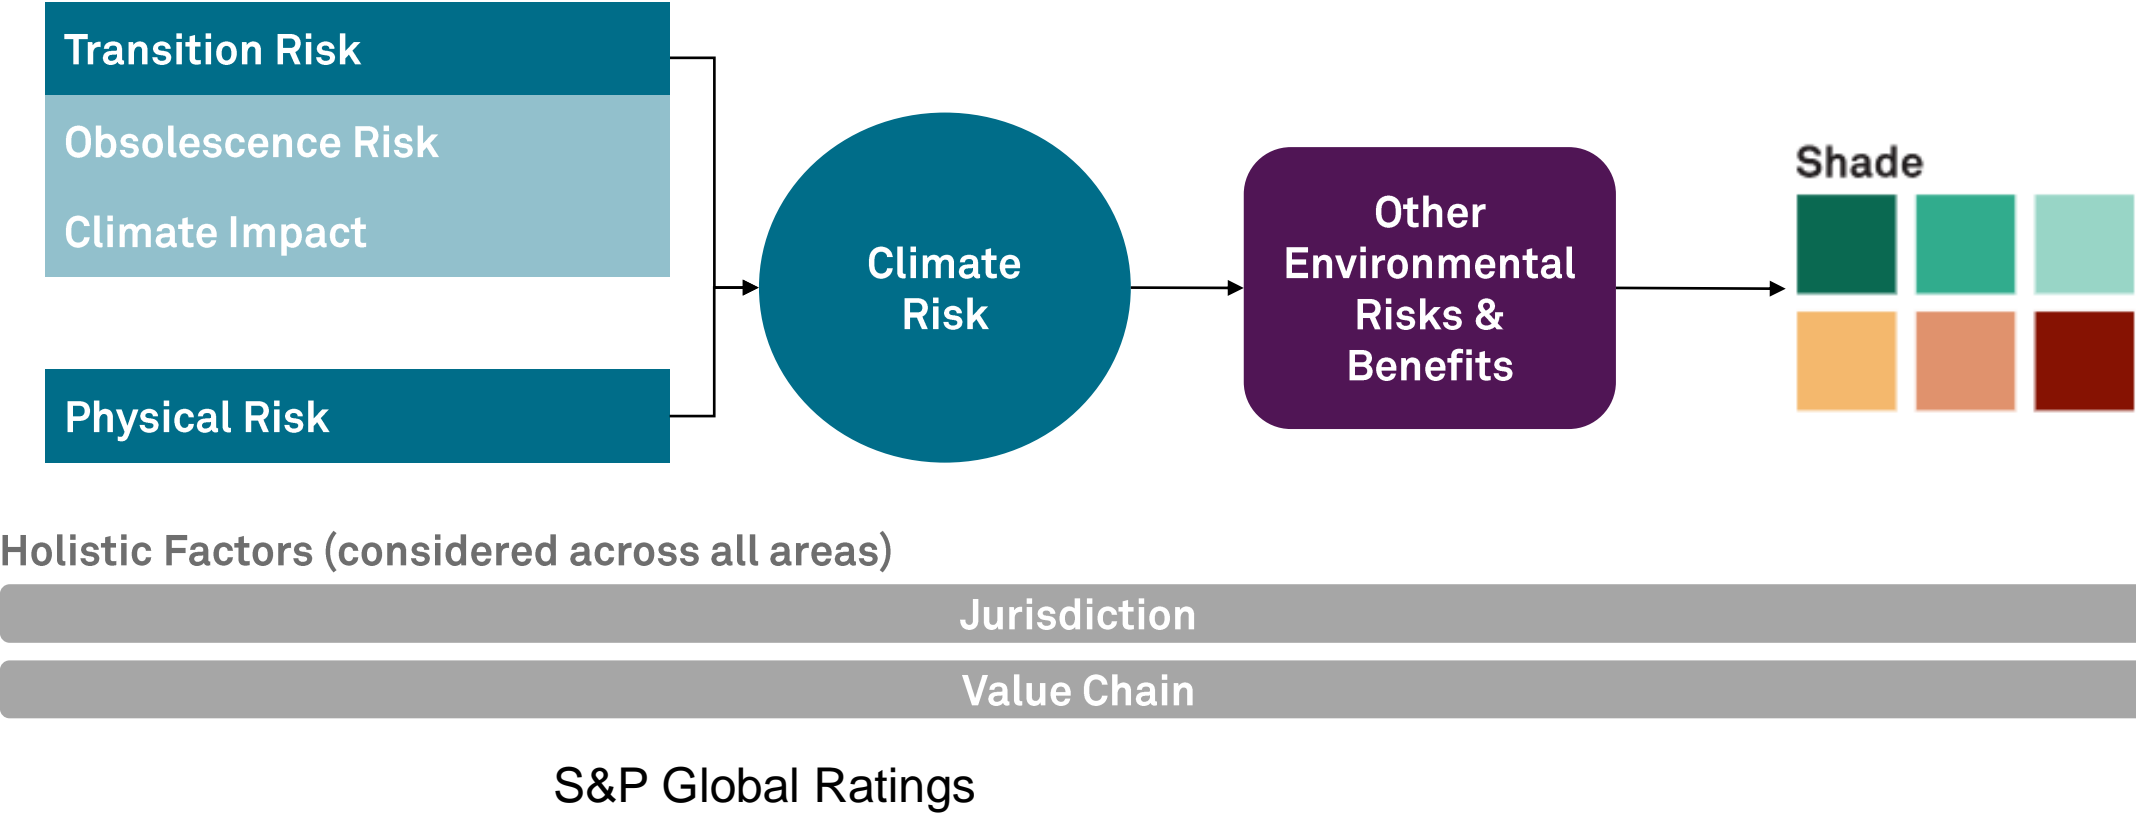 Transition Risk
Obsolescence Risk
Climate Impact
Physical Risk
Climate
Risk
Other
Environmental
Risks &
Benefits
Shade
Holistic Factors (considered across all areas)
Jurisdiction
Value Chain
S&P Global Ratings